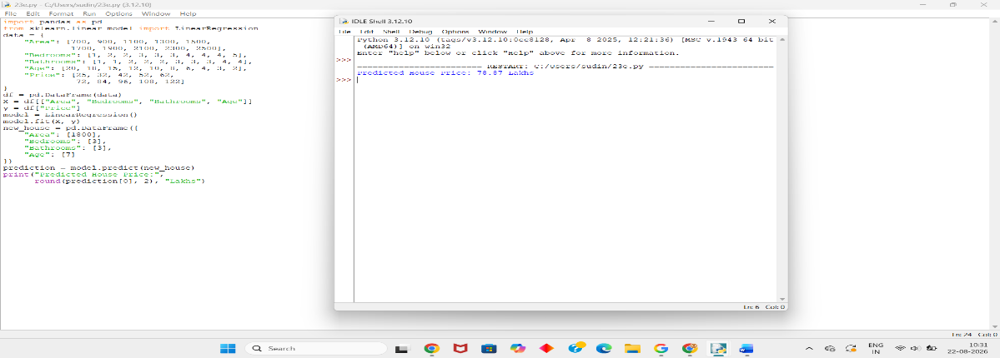 23e.py - C:/Users/sudin/23e.py (3.12.10)
File Edit Format Run Options Window Help
import pandas as pd
from sklearn.linear_model import LinearRegression
data = {
"Area": [700, 900, 1100, 1300, 1500,
1700, 1900, 2100, 2300, 2500],
"Bedrooms": [1, 2, 2, 3, 3, 3, 4, 4, 4, 5],
"Bathrooms": [1, 1, 2, 2, 2, 3, 3, 3, 4, 4],
"Age": [20, 18, 15, 12, 10, 8, 6, 4, 3, 2],
"Price": [25, 32, 42, 52, 62,
72, 84, 96, 108, 122]
}
df = pd.DataFrame(data)
X = df[["Area", "Bedrooms", "Bathrooms", "Age"]]
y = df["Price"]
model = LinearRegression()
model.fit(X, y)
new_house = pd.DataFrame({
"Area": [1800],
"Bedrooms": [3],
"Bathrooms": [3],
"Age": [7]
})
prediction = model.predict(new_house)
print("Predicted House Price:",
round(prediction[0], 2), "Lakhs")
IDLE Shell 3.12.10
File Edit Shell Debug Options Window Help
Python 3.12.10 (tags/v3.12.10:0cc8128, Apr 8 2025, 12:21:36) [MSC v.1943 64 bit
(AMD64)] on win32
Enter "help" below or click "Help" above for more information.
>>>
RESTART: C:/Users/sudin/23e.py
Predicted House Price: 78.87 Lakhs
>>>
Ln: 6 Col: 0
Ln: 24 Col: 0
Search
ENG
IN
10:31
22-08-2026